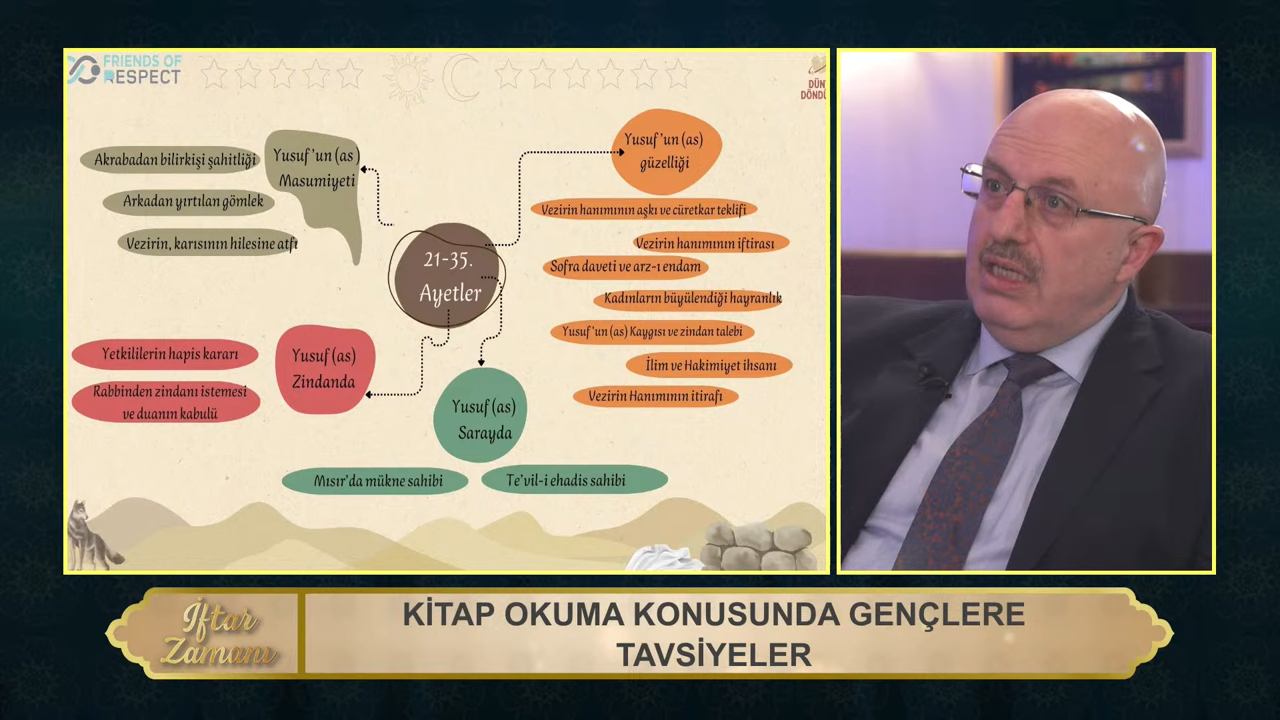 FRIENDS OF
RESPECT
DÜN
DÖNDÜ
Yusuf'un (as)
Masumiyeti
Akrabadan bilirkişi şahitliği
Arkadan yırtılan gömlek
Vezirin, karısının hilesine atfı
Yusuf'un (as)
güzelliği
Vezirin hanımının aşkı ve cüretkar teklifi
Vezirin hanımının iftirası
Sofra daveti ve arz-ı endam
Kadınların büyülendiği hayranlık
Yusuf'un (as) Kaygısı ve zindan talebi
İlim ve Hakimiyet ihsanı
Vezirin Hanımının itirafı
21-35.
Ayetler
Yusuf (as)
Zindanda
Yetkililerin hapis kararı
Rabbinden zindanı istemesi
ve duanın kabulü
Yusuf (as)
Sarayda
Mısır'da mükne sahibi
Te'vil-i ehadis sahibi
İftar
Zamanı
KİTAP OKUMA KONUSUNDA GENÇLERE
TAVSİYELER